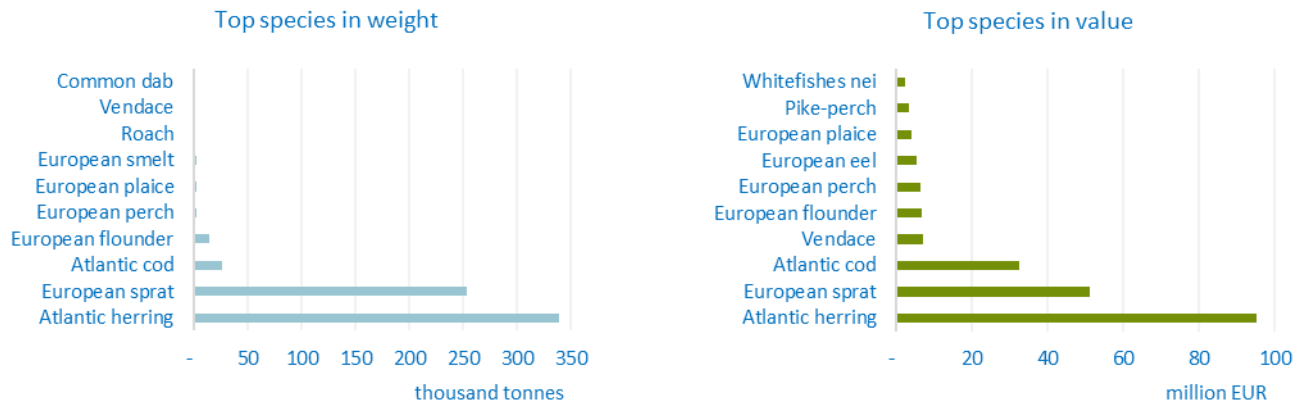 Top species in weight
Common dab
Vendace
Roach
European smelt
European plaice
European perch
European flounder
Atlantic cod
European sprat
Atlantic herring
- 50 100 150 200 250 300 350
thousand tonnes
Top species in value
Whitefishes nei
Pike-perch
European plaice
European eel
European perch
European flounder
Vendace
Atlantic cod
European sprat
Atlantic herring
- 20 40 60 80 100
million EUR